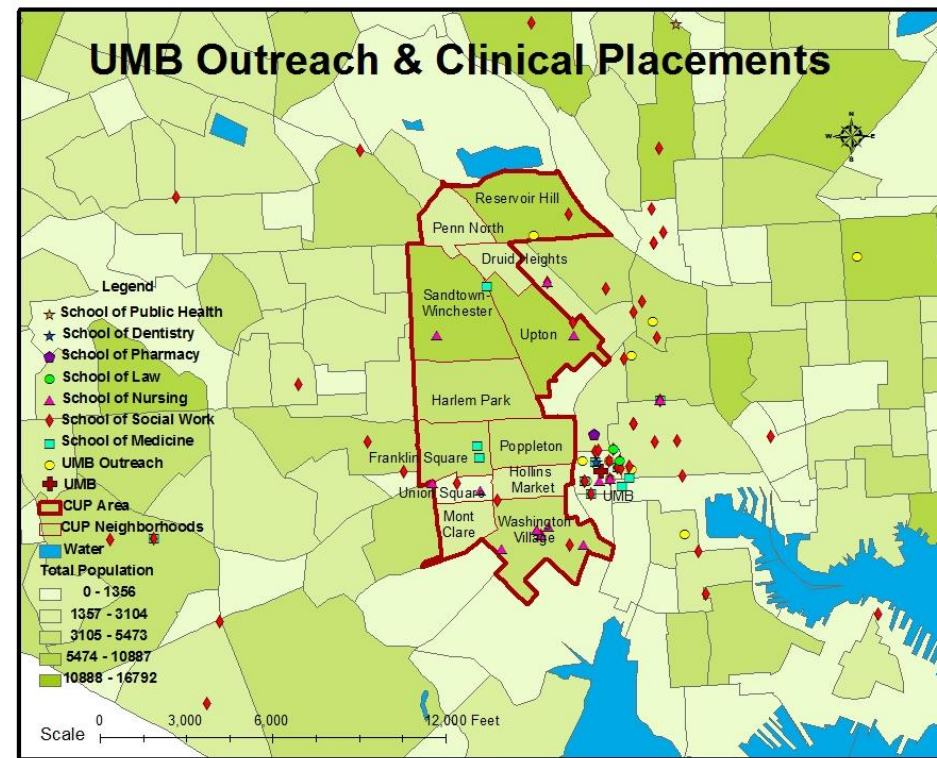 UMB Outreach & Clinical Placements
N
W
E
S
Reservoir Hill
Penn North
Druid Heights
Sandtown-
Winchester
Upton
Harlem Park
Poppleton
Franklin Square
Hollins
Market
Union Square
UMB
Mont
Clare
Washington
Village
Legend
School of Public Health
School of Dentistry
School of Pharmacy
School of Law
School of Nursing
School of Social Work
School of Medicine
UMB Outreach
UMB
CUP Area
CUP Neighborhoods
Water
Total Population
0 - 1356
1357 - 3104
3105 - 5473
5474 - 10887
10888 - 16792
0 3,000 6,000 12,000 Feet
Scale